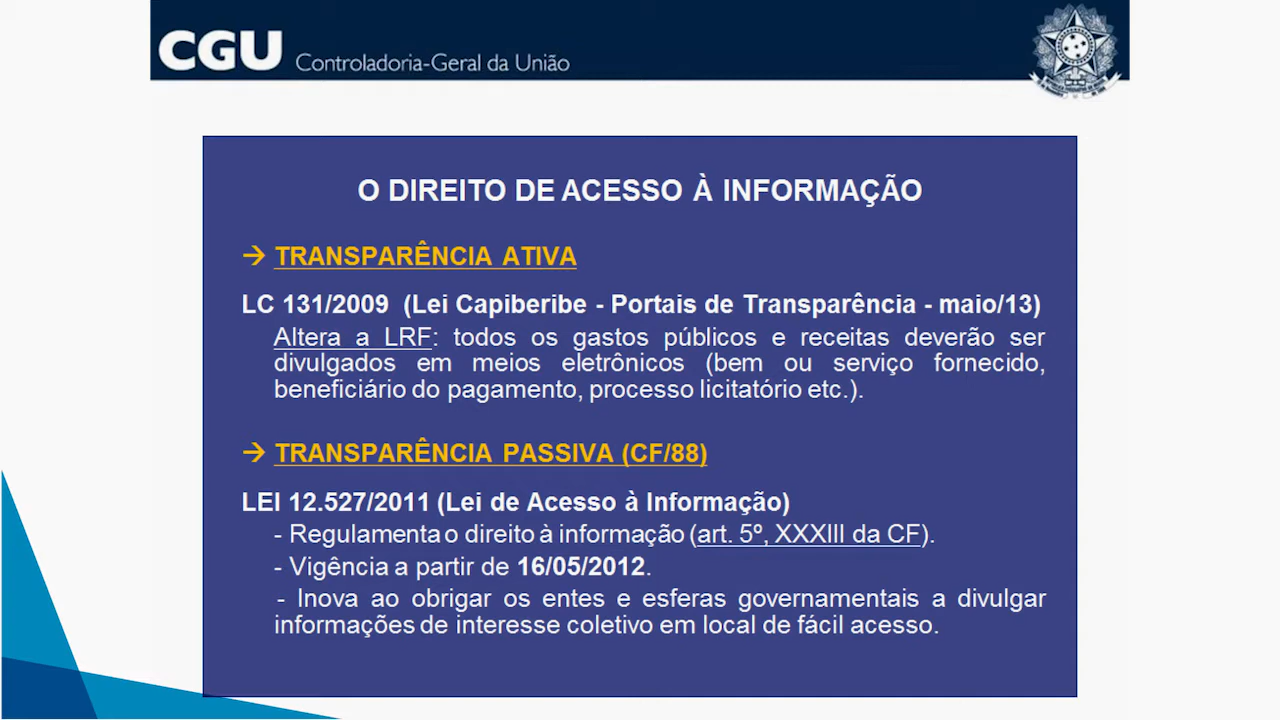 CGU Controladoria-Geral da União
O DIREITO DE ACESSO À INFORMAÇÃO
→ TRANSPARÊNCIA ATIVA
LC 131/2009 (Lei Capiberibe - Portais de Transparência - maio/13)
Altera a LRF: todos os gastos públicos e receitas deverão ser
divulgados em meios eletrônicos (bem ou serviço fornecido,
beneficiário do pagamento, processo licitatório etc.).
→ TRANSPARÊNCIA PASSIVA (CF/88)
LEI 12.527/2011 (Lei de Acesso à Informação)
- Regulamenta o direito à informação (art. 5º, XXXIII da CF).
- Vigência a partir de 16/05/2012.
- Inova ao obrigar os entes e esferas governamentais a divulgar
informações de interesse coletivo em local de fácil acesso.